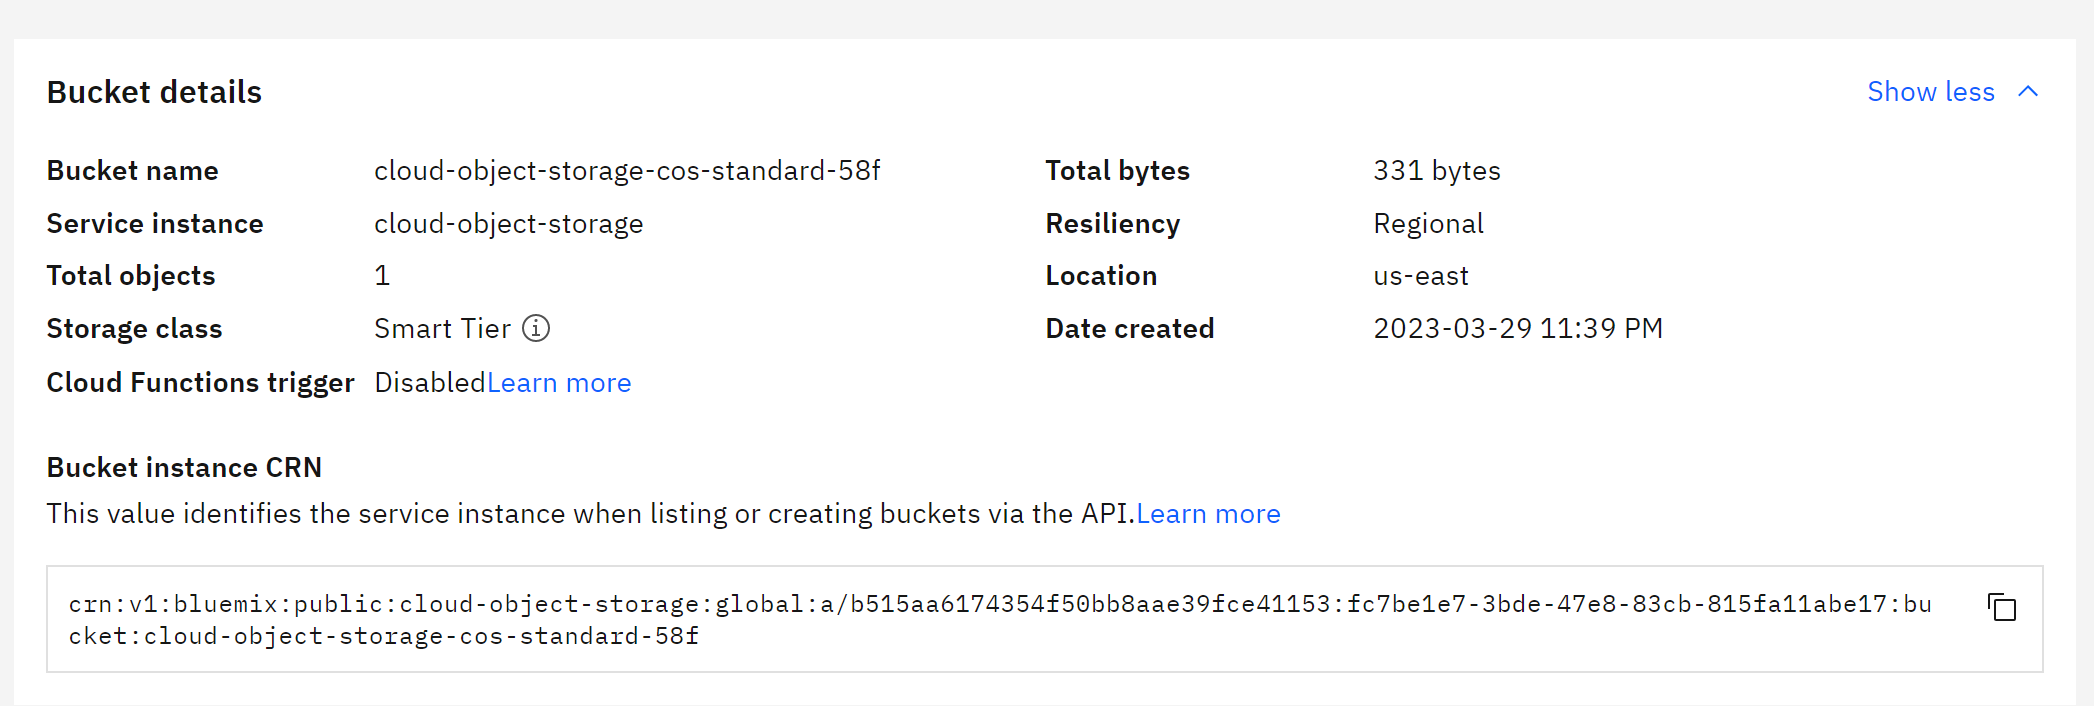 Bucket details
Show less
Bucket name cloud-object-storage-cos-standard-58f
Total bytes 331 bytes
Service instance cloud-object-storage
Resiliency Regional
Total objects 1
Location us-east
Storage class Smart Tier
Date created 2023-03-29 11:39 PM
Cloud Functions trigger DisabledLearn more
Bucket instance CRN
This value identifies the service instance when listing or creating buckets via the API.Learn more
crn:v1:bluemix:public:cloud-object-storage:global:a/b515aa6174354f50bb8aae39fce41153:fc7be1e7-3bde-47e8-83cb-815fa11abe17:bu
cket:cloud-object-storage-cos-standard-58f